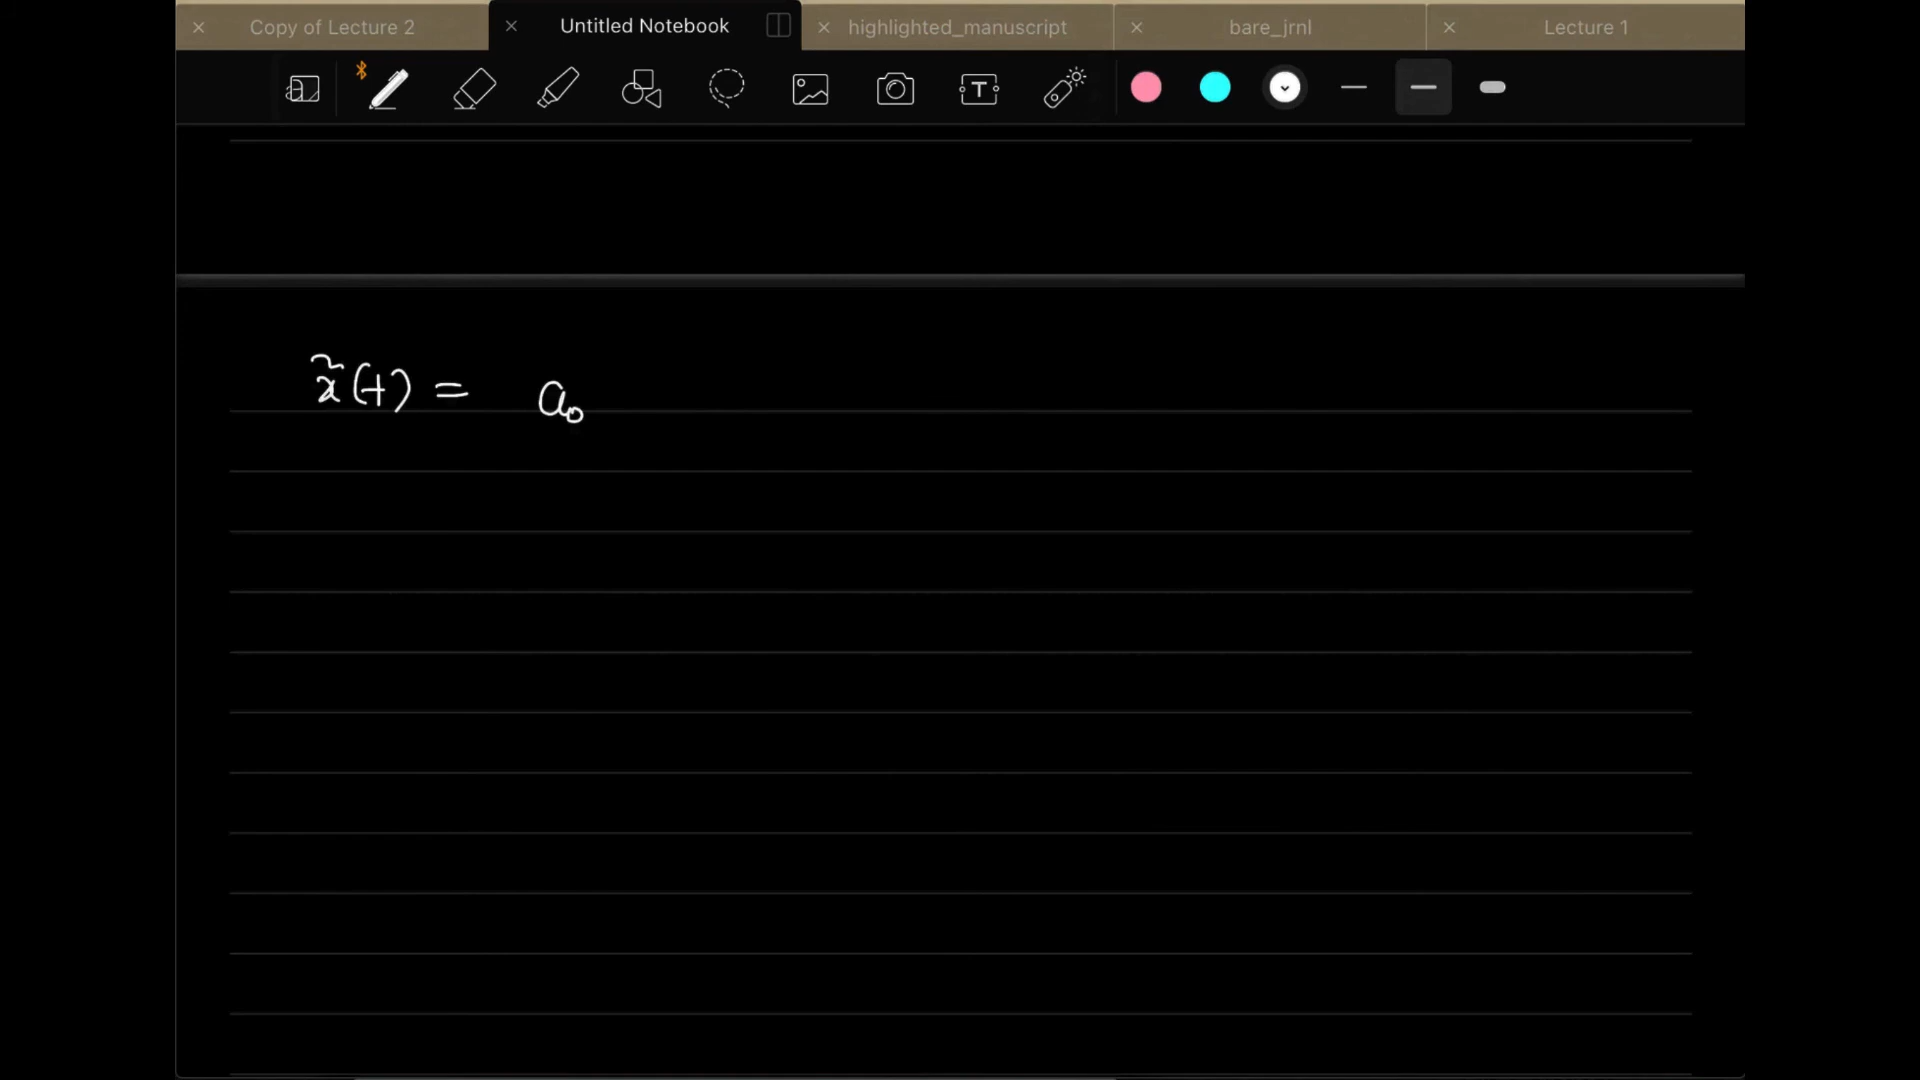 Copy of Lecture 2 Untitled Notebook highlighted_manuscript bare_jrnl Lecture 1
x̃(t) = a₀